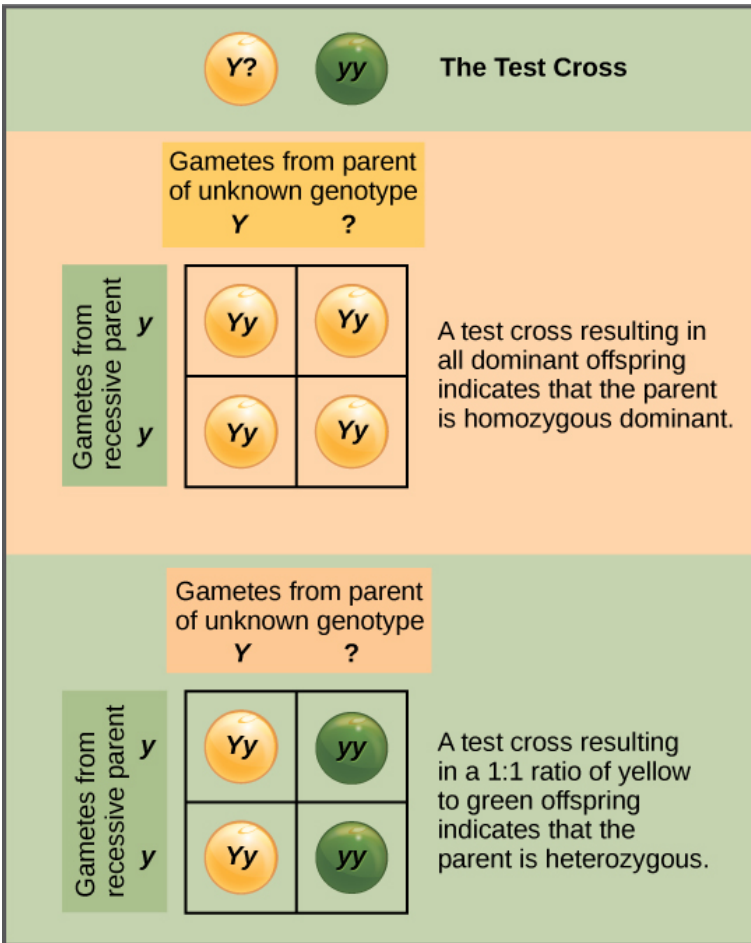 Y? yy The Test Cross
Gametes from parent
of unknown genotype
Y ?
Gametes from
recessive parent
y
y
Yy Yy
Yy Yy
A test cross resulting in
all dominant offspring
indicates that the parent
is homozygous dominant.
Gametes from parent
of unknown genotype
Y ?
Gametes from
recessive parent
y
y
Yy yy
Yy yy
A test cross resulting
in a 1:1 ratio of yellow
to green offspring
indicates that the
parent is heterozygous.